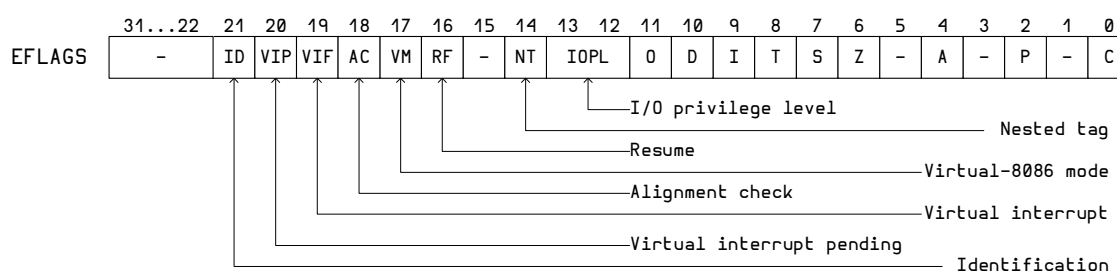 31...22 21 20 19 18 17 16 15 14 13 12 11 10 9 8 7 6 5 4 3 2 1 0
EFLAGS - ID VIP VIF AC VM RF - NT IOPL O D I T S Z - A - P - C
I/O privilege level
Nested tag
Resume
Virtual-8086 mode
Alignment check
Virtual interrupt
Virtual interrupt pending
Identification